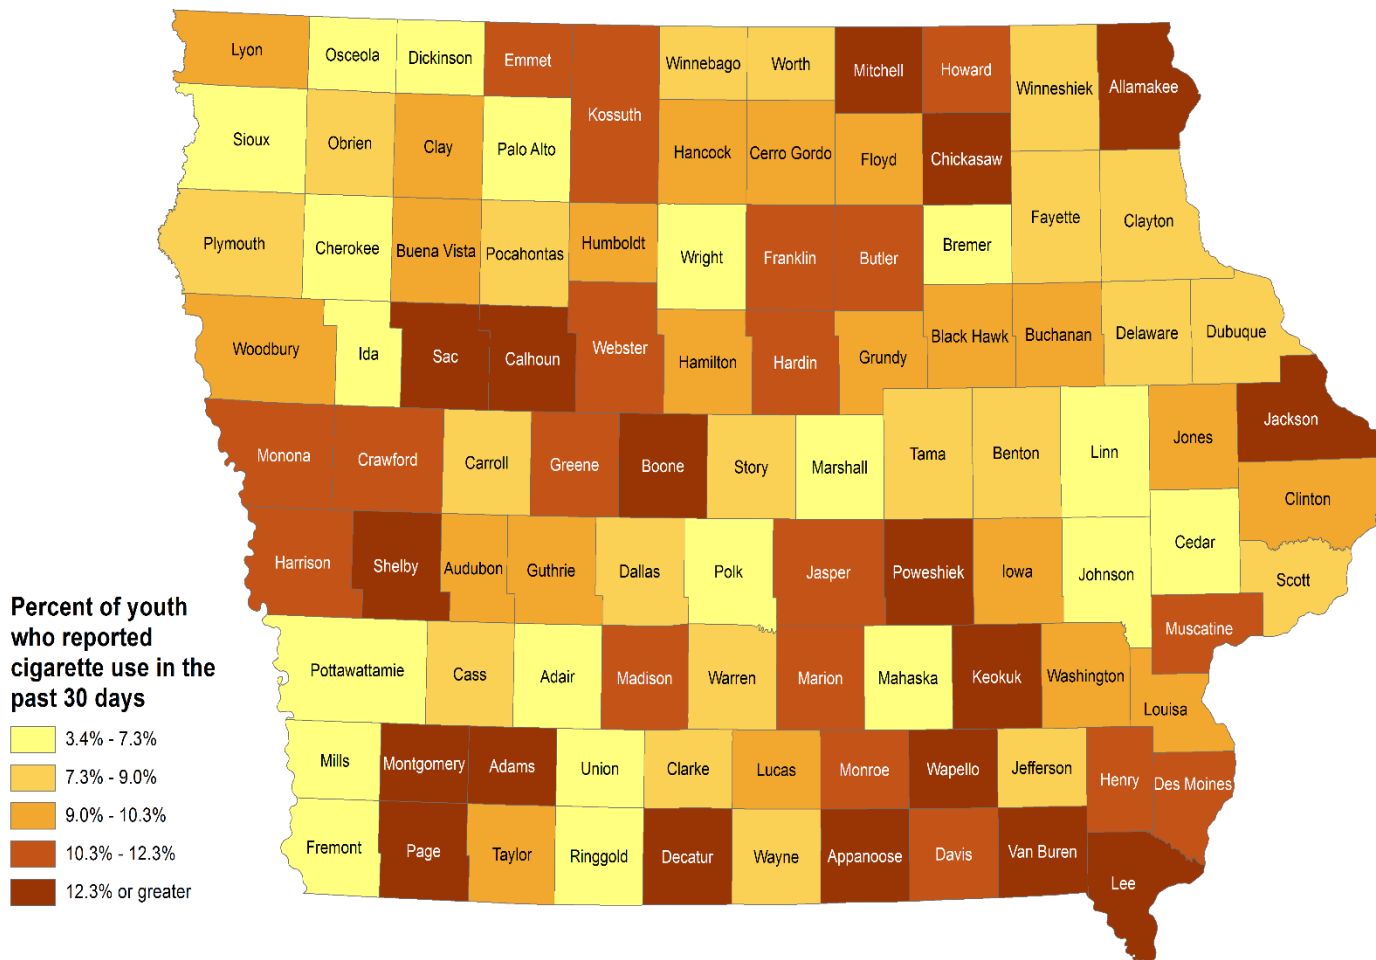 Lyon
Osceola
Dickinson
Emmet
Kossuth
Winnebago
Worth
Mitchell
Howard
Winneshiek
Allamakee
Sioux
Obrien
Clay
Palo Alto
Hancock
Cerro Gordo
Floyd
Chickasaw
Fayette
Clayton
Plymouth
Cherokee
Buena Vista
Pocahontas
Humboldt
Wright
Franklin
Butler
Bremer
Woodbury
Ida
Sac
Calhoun
Webster
Hamilton
Hardin
Grundy
Black Hawk
Buchanan
Delaware
Dubuque
Monona
Crawford
Carroll
Greene
Boone
Story
Marshall
Tama
Benton
Linn
Jones
Jackson
Clinton
Harrison
Shelby
Audubon
Guthrie
Dallas
Polk
Jasper
Poweshiek
Iowa
Johnson
Cedar
Scott
Muscatine
Pottawattamie
Cass
Adair
Madison
Warren
Marion
Mahaska
Keokuk
Washington
Louisa
Mills
Montgomery
Adams
Union
Clarke
Lucas
Monroe
Wapello
Jefferson
Henry
Des Moines
Fremont
Page
Taylor
Ringgold
Decatur
Wayne
Appanoose
Davis
Van Buren
Lee
Percent of youth
who reported
cigarette use in the
past 30 days
3.4% - 7.3%
7.3% - 9.0%
9.0% - 10.3%
10.3% - 12.3%
12.3% or greater